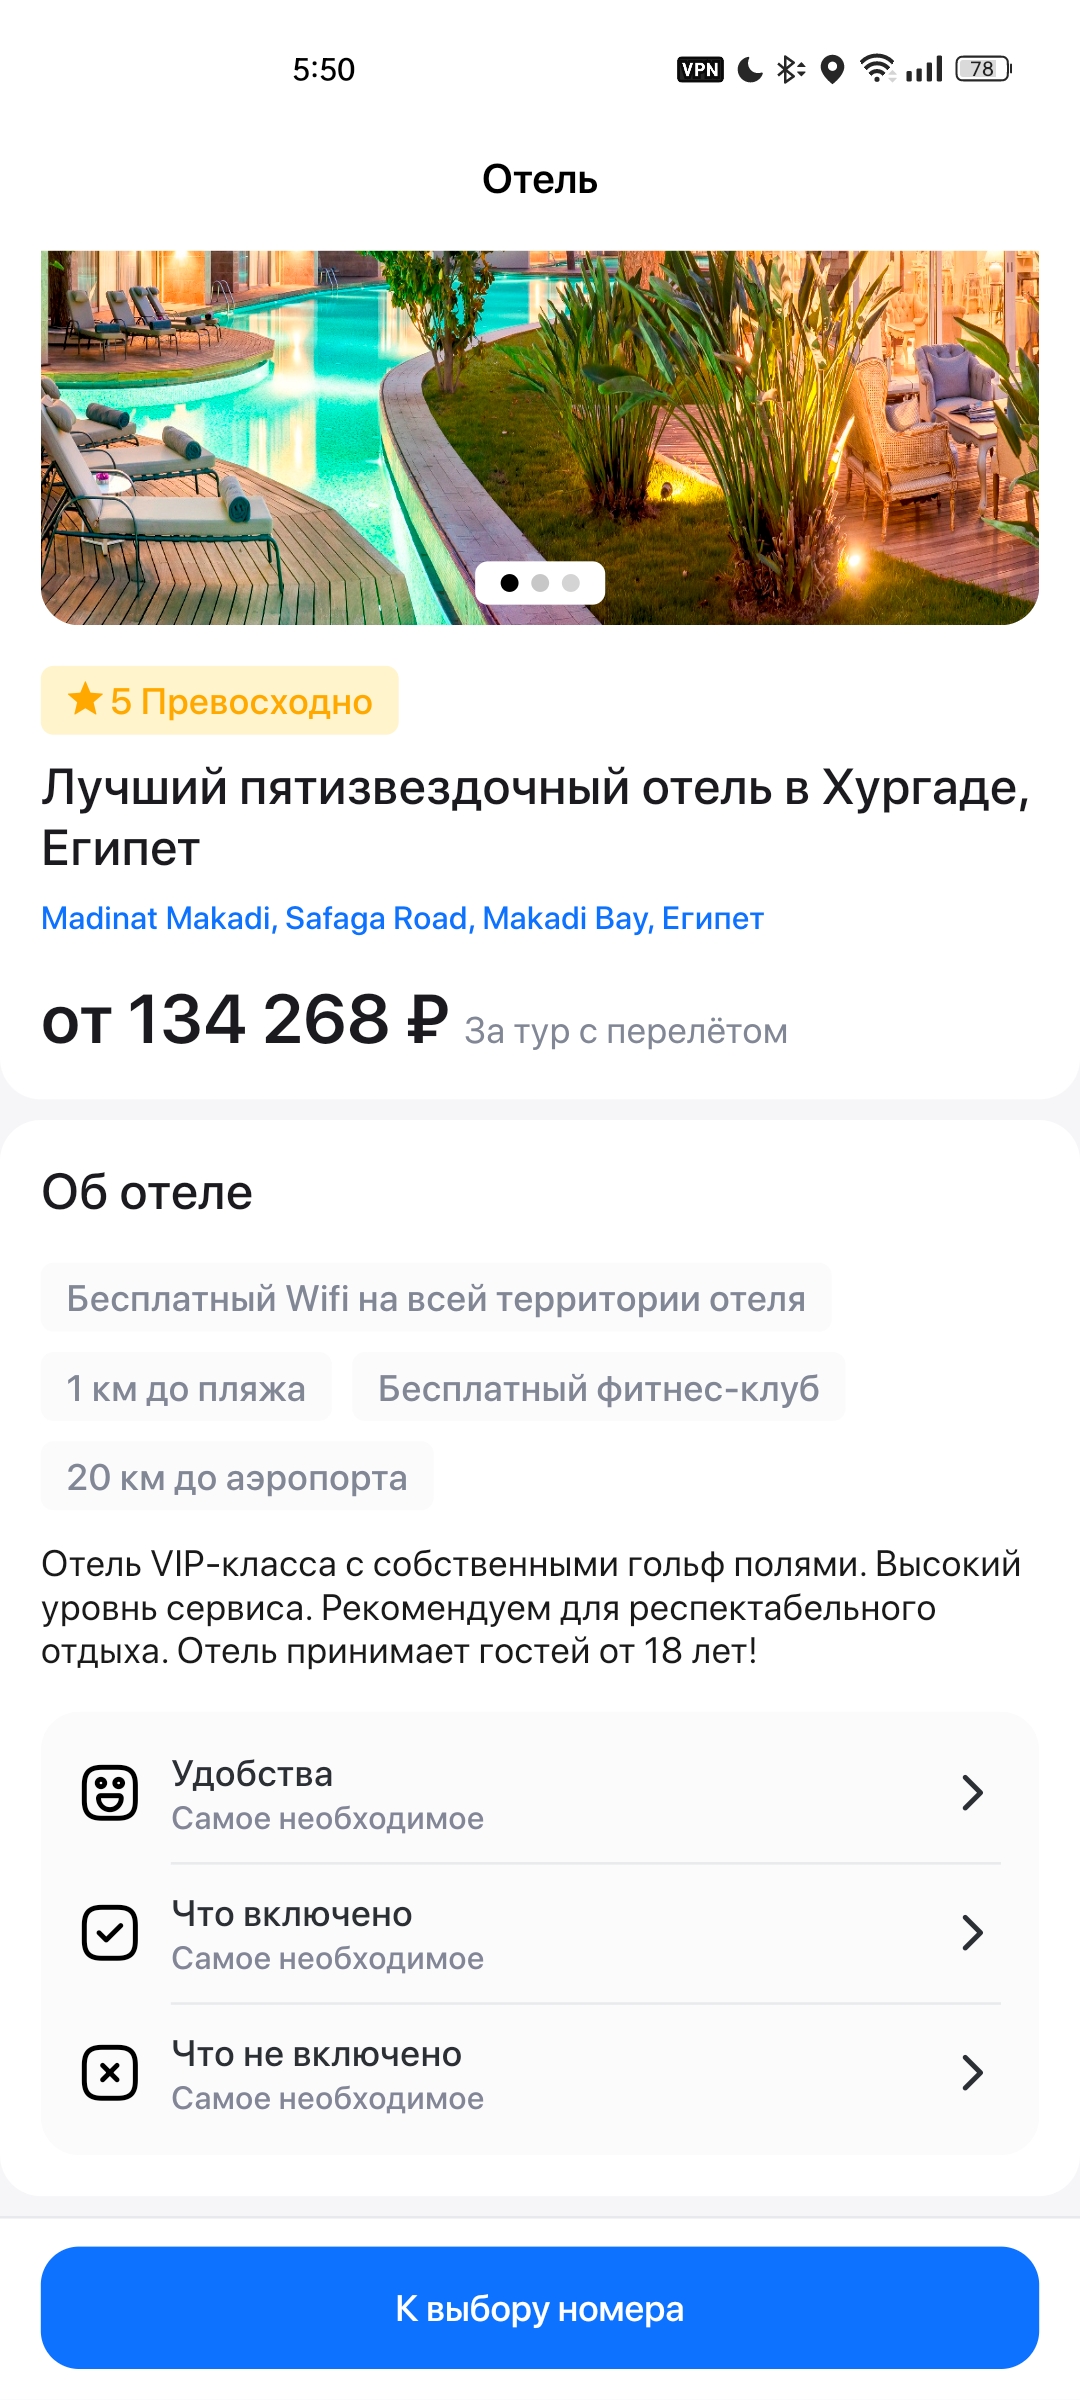 5:50
VPN
78
Отель
5 Превосходно
Лучший пятизвездочный отель в Хургаде,
Египет
Madinat Makadi, Safaga Road, Makadi Bay, Египет
от 134 268 ₽ За тур с перелётом
Об отеле
Бесплатный Wifi на всей территории отеля
1 км до пляжа
Бесплатный фитнес-клуб
20 км до аэропорта
Отель VIP-класса с собственными гольф полями. Высокий
уровнь сервиса. Рекомендуем для респектабельного
отдыха. Отель принимает гостей от 18 лет!
Удобства
Самое необходимое
Что включено
Самое необходимое
Что не включено
Самое необходимое
К выбору номера